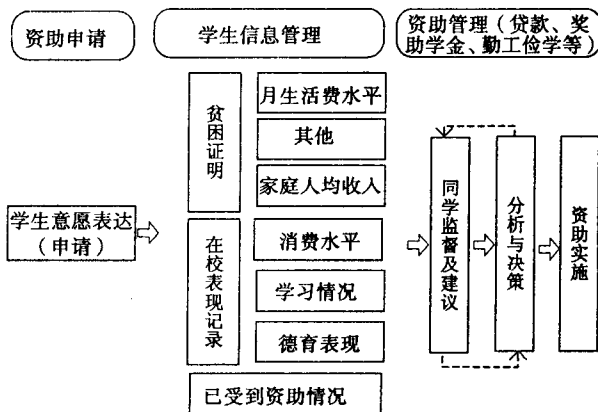 资助申请
学生信息管理
资助管理（贷款、奖
助学金、勤工俭学等）
学生意愿表达
（申请）
贫困证明
月生活费水平
其他
家庭人均收入
在校表现记录
消费水平
学习情况
德育表现
已受到资助情况
同学监督及建议
分析与决策
资助实施